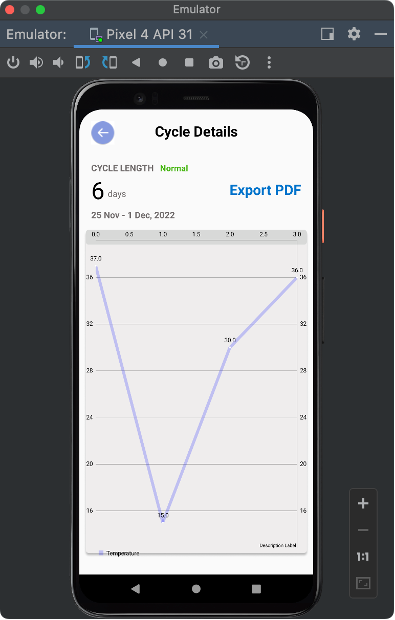 Emulator
Emulator: Pixel 4 API 31
Cycle Details
CYCLE LENGTH Normal
6 days
Export PDF
25 Nov - 1 Dec, 2022
0.0 0.5 1.0 1.5 2.0 2.5 3.0
37.0
36.0
36 36
32 32
30.0
28 28
24 24
20 20
16 16
15.0
Description Label
Temperature
1:1